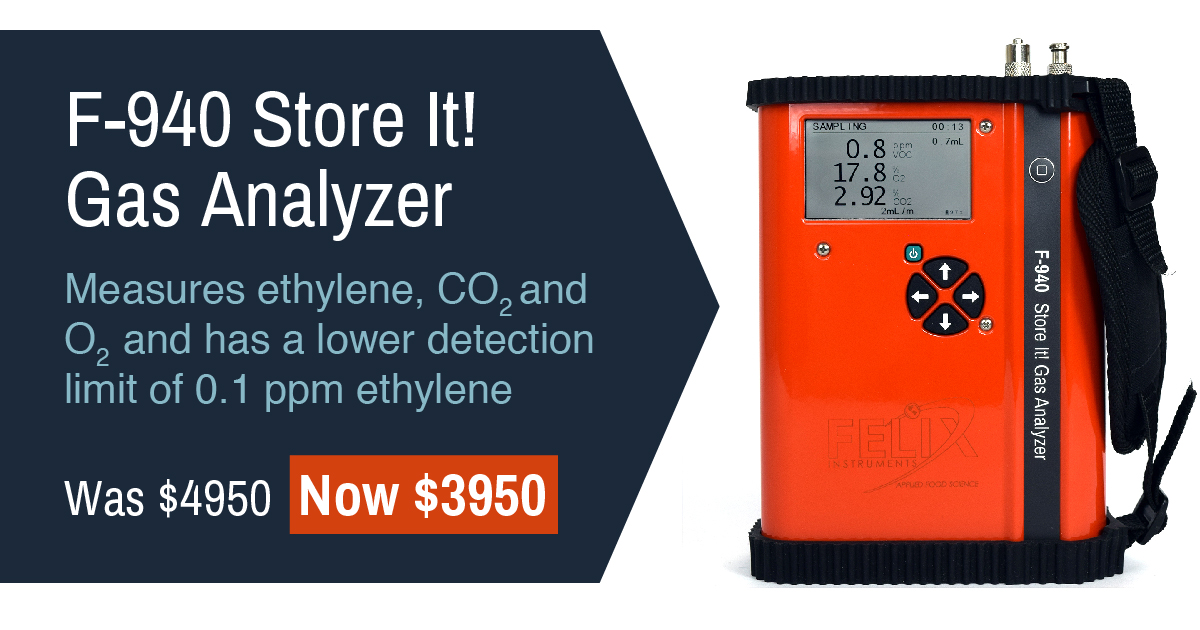 F-940 Store It!
Gas Analyzer
Measures ethylene, CO2 and
O2 and has a lower detection
limit of 0.1 ppm ethylene
Was $4950 Now $3950
SAMPLING 00:13
0.7mL
0.8 ppm VOC
17.8 % O2
2.92 % CO2
2mL/m
F-940 Store It! Gas Analyzer
FELIX
INSTRUMENTS
APPLIED FOOD SCIENCE